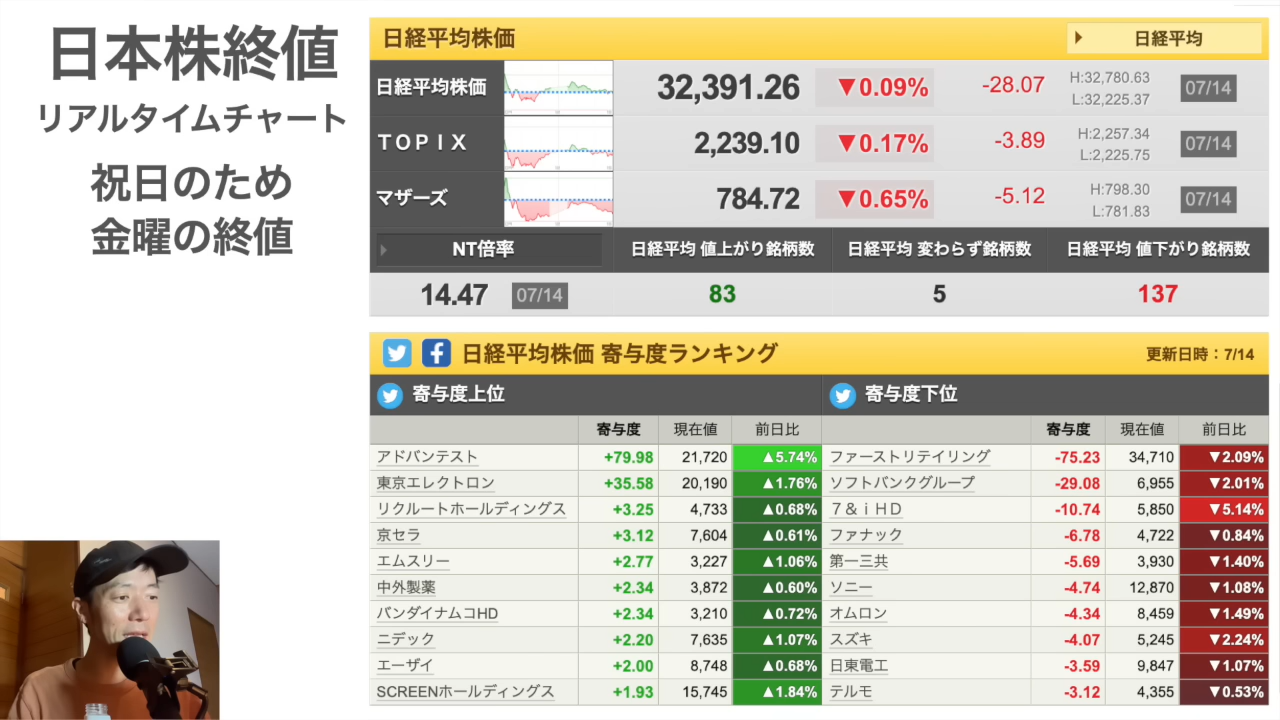 日本株終値
リアルタイムチャート
祝日のため
金曜の終値
日経平均株価
日経平均
日経平均株価 32,391.26 ▼0.09% -28.07 H:32,780.63 L:32,225.37 07/14
TOPIX 2,239.10 ▼0.17% -3.89 H:2,257.34 L:2,225.75 07/14
マザーズ 784.72 ▼0.65% -5.12 H:798.30 L:781.83 07/14
NT倍率 日経平均 値上がり銘柄数 日経平均 変わらず銘柄数 日経平均 値下がり銘柄数
14.47 07/14 83 5 137
日経平均株価 寄与度ランキング 更新日時：7/14
寄与度上位 寄与度下位
寄与度 現在値 前日比 寄与度 現在値 前日比
アドバンテスト +79.98 21,720 ▲5.74% ファーストリテイリング -75.23 34,710 ▼2.09%
東京エレクトロン +35.58 20,190 ▲1.76% ソフトバンクグループ -29.08 6,955 ▼2.01%
リクルートホールディングス +3.25 4,733 ▲0.68% 7＆iHD -10.74 5,850 ▼5.14%
京セラ +3.12 7,604 ▲0.61% ファナック -6.78 4,722 ▼0.84%
エムスリー +2.77 3,227 ▲1.06% 第一三共 -5.69 3,930 ▼1.40%
中外製薬 +2.34 3,872 ▲0.60% ソニー -4.74 12,870 ▼1.08%
バンダイナムコHD +2.34 3,210 ▲0.72% オムロン -4.34 8,459 ▼1.49%
ニデック +2.20 7,635 ▲1.07% スズキ -4.07 5,245 ▼2.24%
エーザイ +2.00 8,748 ▲0.68% 日東電工 -3.59 9,847 ▼1.07%
SCREENホールディングス +1.93 15,745 ▲1.84% テルモ -3.12 4,355 ▼0.53%